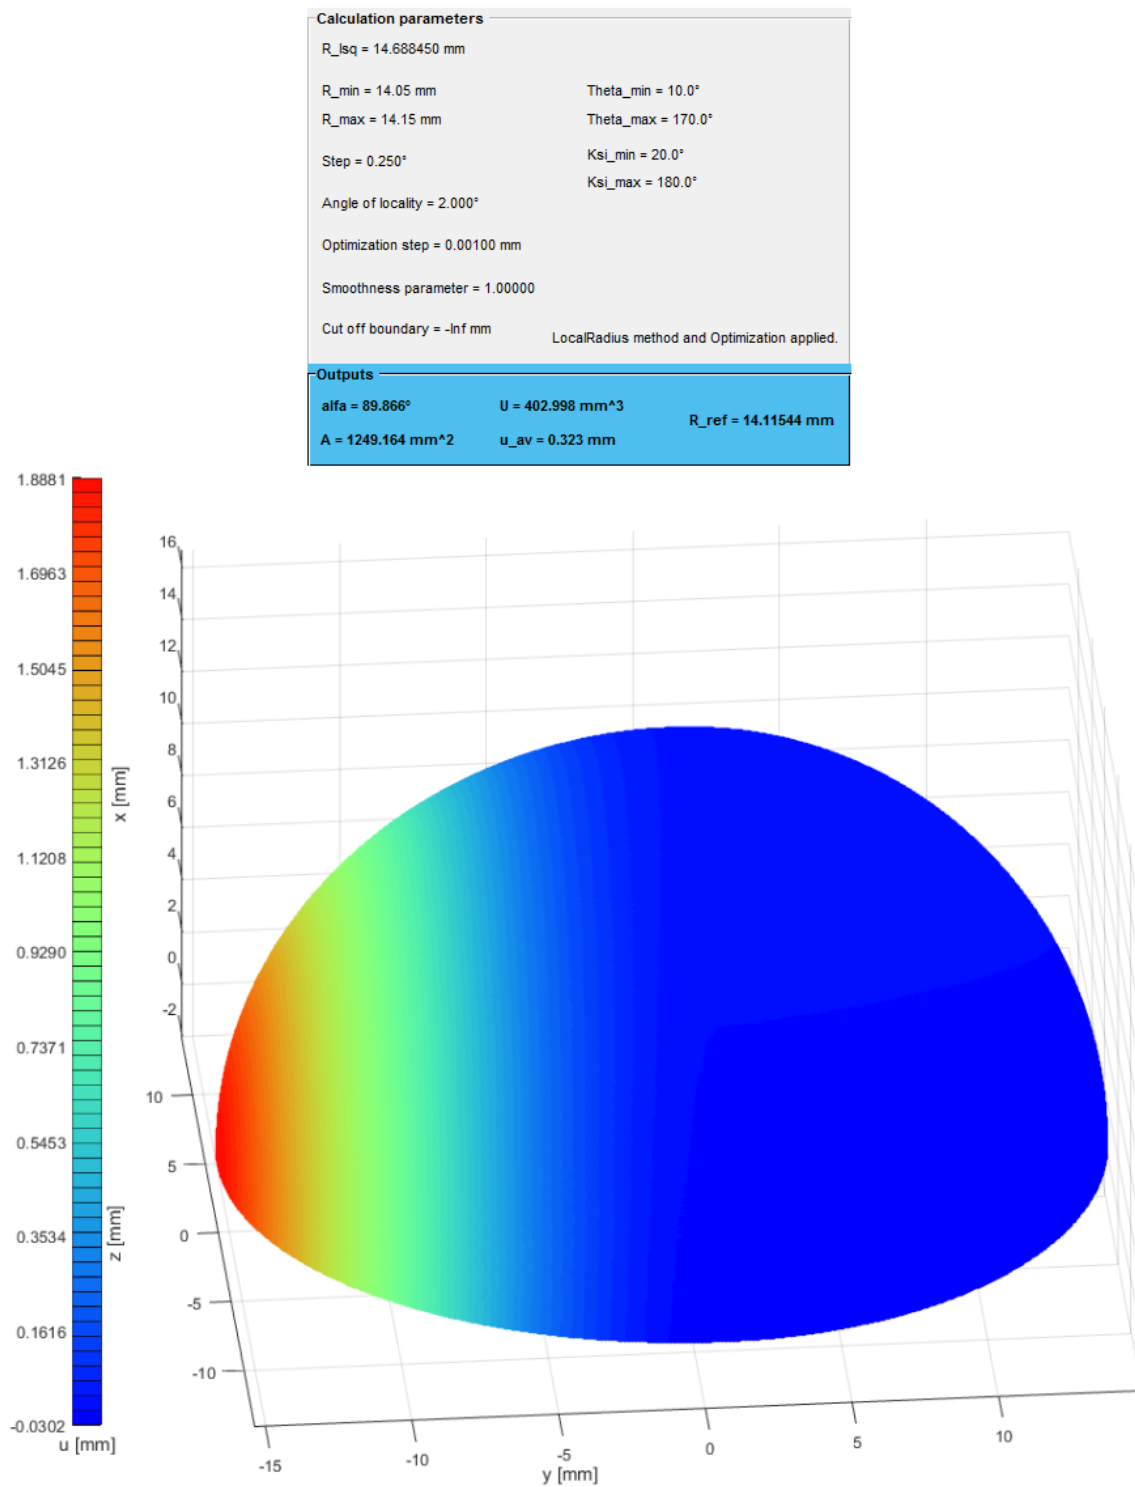 Calculation parameters
R_lsq = 14.688450 mm
R_min = 14.05 mm
Theta_min = 10.0°
R_max = 14.15 mm
Theta_max = 170.0°
Step = 0.250°
Ksi_min = 20.0°
Ksi_max = 180.0°
Angle of locality = 2.000°
Optimization step = 0.00100 mm
Smoothness parameter = 1.00000
Cut off boundary = -Inf mm
LocalRadius method and Optimization applied.
Outputs
alfa = 89.866°
U = 402.998 mm^3
R_ref = 14.11544 mm
A = 1249.164 mm^2
u_av = 0.323 mm
1.8881
1.6963
1.5045
1.3126
1.1208
0.9290
0.7371
0.5453
0.3534
0.1616
-0.0302
u [mm]
16
14
12
10
8
6
4
2
0
-2
x [mm]
10
5
0
-5
-10
z [mm]
-15
-10
-5
0
5
10
y [mm]